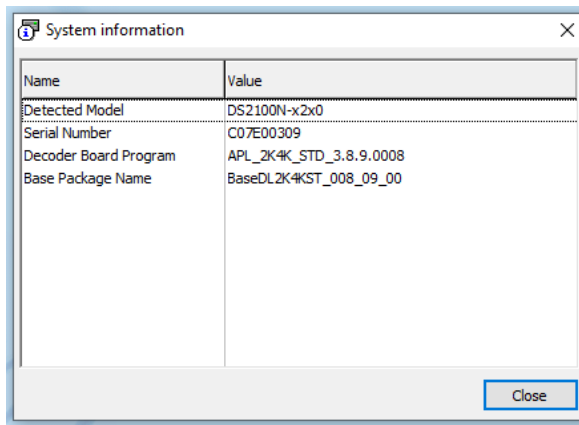 System information
Name Value
Detected Model DS2100N-x2x0
Serial Number C07E00309
Decoder Board Program APL_2K4K_STD_3.8.9.0008
Base Package Name BaseDL2K4KST_008_09_00
Close